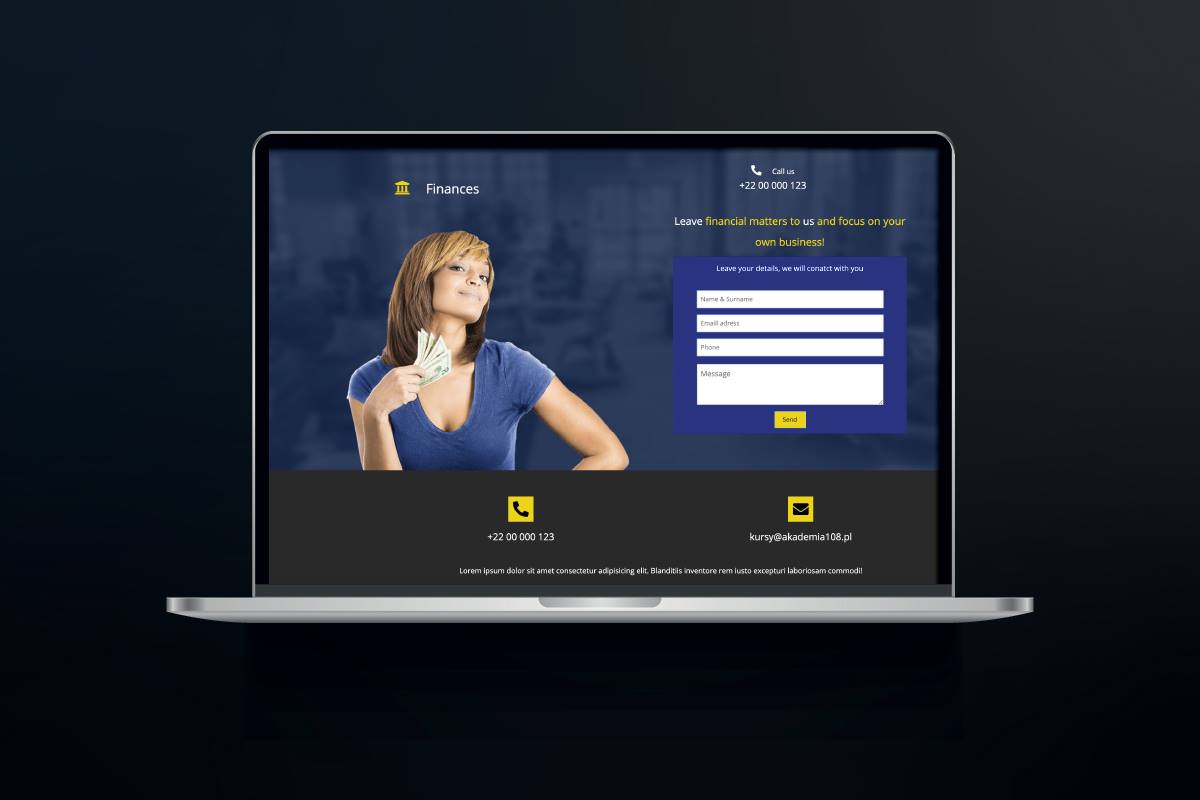 Finances
Call us
+22 00 000 123
Leave financial matters to us and focus on your
own business!
Leave your details, we will conatct with you
Name & Surname
Emaill adress
Phone
Message
Send
+22 00 000 123
kursy@akademia108.pl
Lorem ipsum dolor sit amet consectetur adipisicing elit. Blanditiis inventore rem iusto excepturi laboriosam commodi!